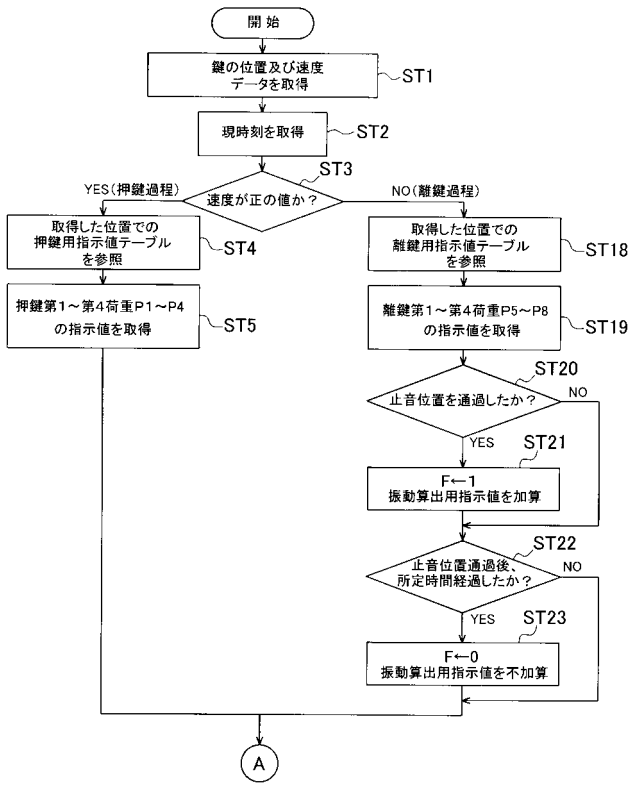 開始
鍵の位置及び速度
データを取得
ST1
現時刻を取得
ST2
速度が正の値か？
ST3
YES（押鍵過程）
NO（離鍵過程）
取得した位置での
押鍵用指示値テーブル
を参照
ST4
押鍵第1～第4荷重P1～P4
の指示値を取得
ST5
取得した位置での
離鍵用指示値テーブル
を参照
ST18
離鍵第1～第4荷重P5～P8
の指示値を取得
ST19
止音位置を通過したか？
ST20
NO
YES
F←1
振動算出用指示値を加算
ST21
止音位置通過後、
所定時間経過したか？
ST22
NO
YES
F←0
振動算出用指示値を不加算
ST23
A